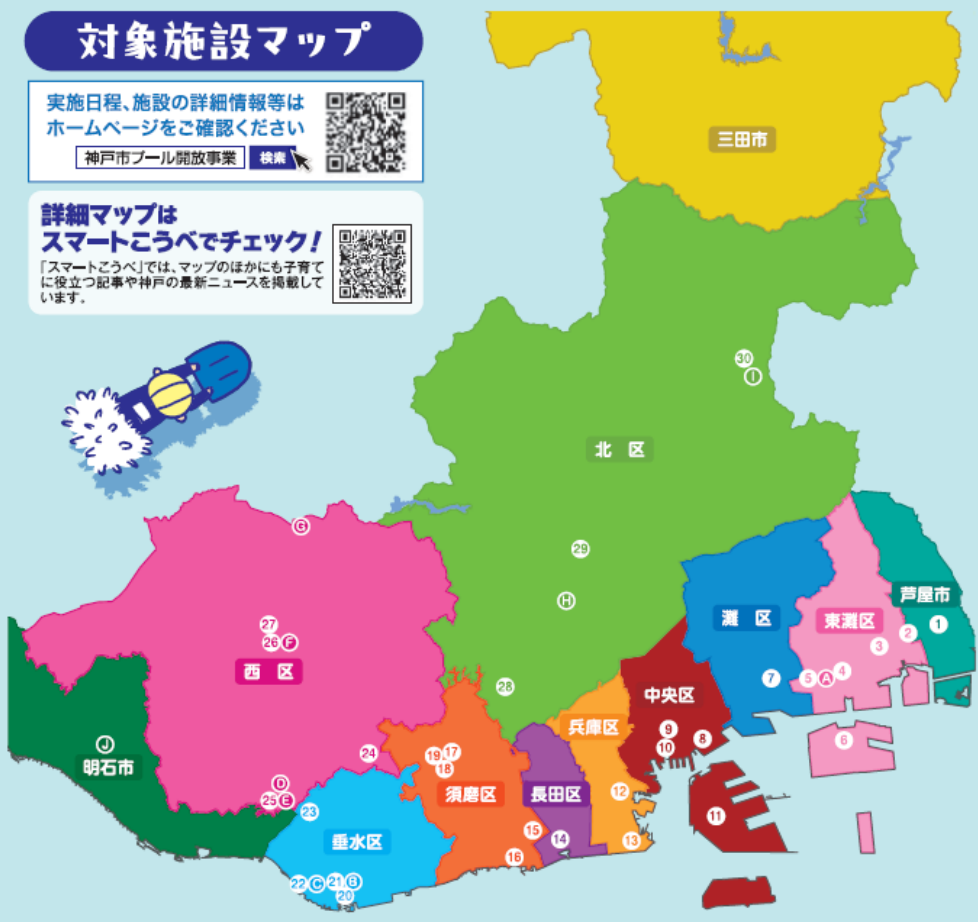 対象施設マップ
実施日程、施設の詳細情報等は
ホームページをご確認ください
神戸市プール開放事業 検索
詳細マップは
スマートこうべでチェック!
「スマートこうべ」では、マップのほかにも子育て
に役立つ記事や神戸の最新ニュースを掲載して
います。
三田市
30
I
北 区
G
29
H
芦屋市
灘 区
東灘区
1
2
3
27
26 F
西 区
28
7
5 A 4
中央区
兵庫区
9
10
8
6
J
明石市
24
19 17
18
D
25 E
須磨区
長田区
12
23
11
垂水区
15
14
13
16
22 C 21 B
20